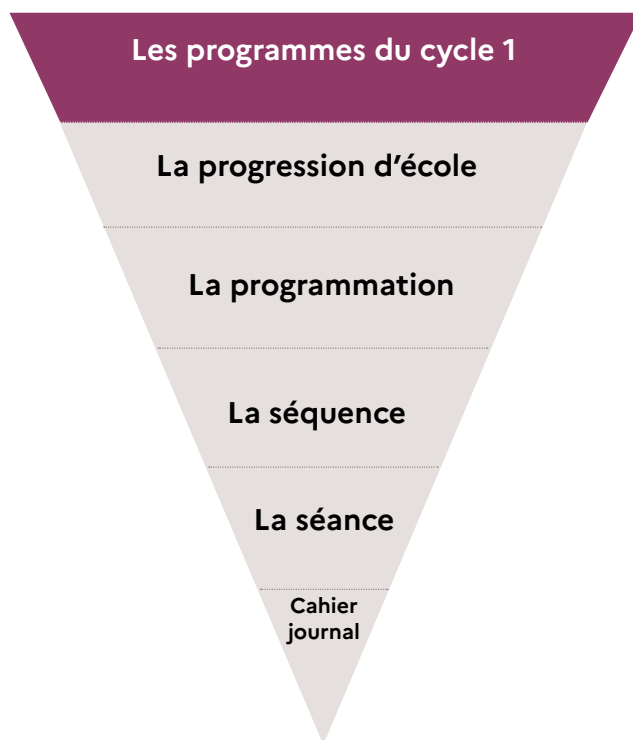 Les programmes du cycle 1
La progression d’école
La programmation
La séquence
La séance
Cahier
journal